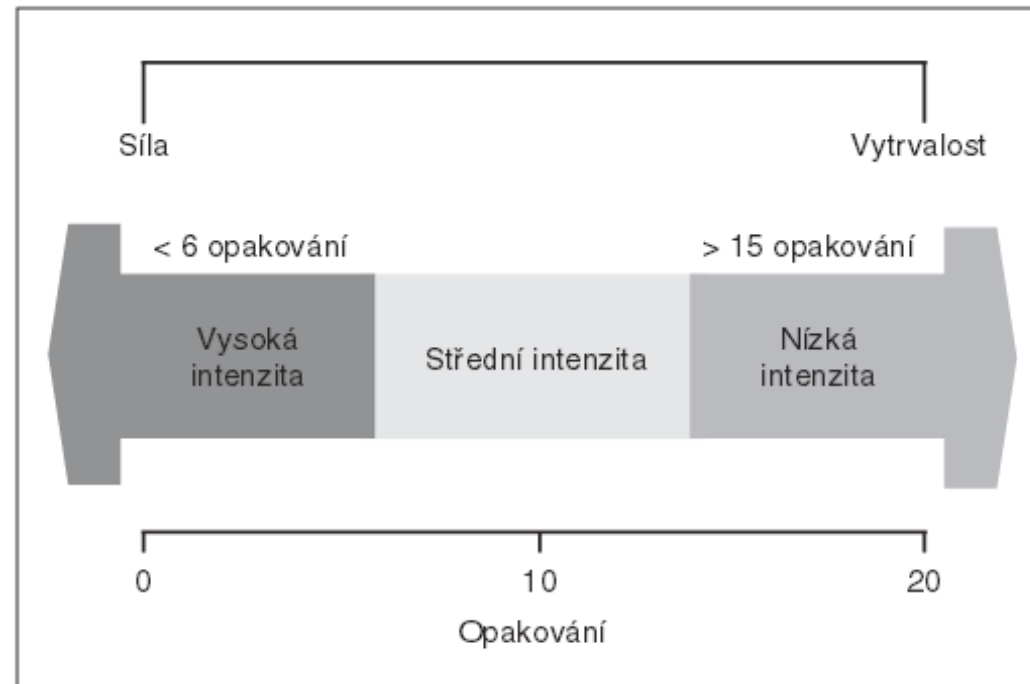 Síla
Vytrvalost
< 6 opakování
> 15 opakování
Vysoká
intenzita
Střední intenzita
Nízká
intenzita
0
10
20
Opakování